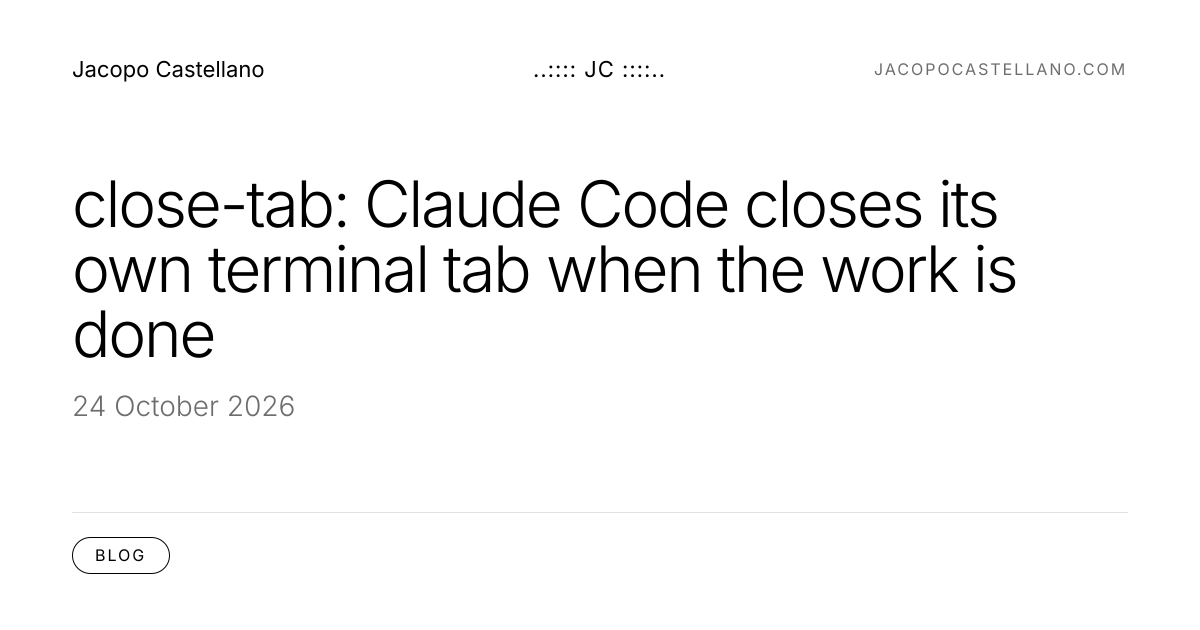 Jacopo Castellano
..:::: JC ::::..
JACOPOCASTELLANO.COM
close-tab: Claude Code closes its
own terminal tab when the work is
done
24 October 2026
BLOG